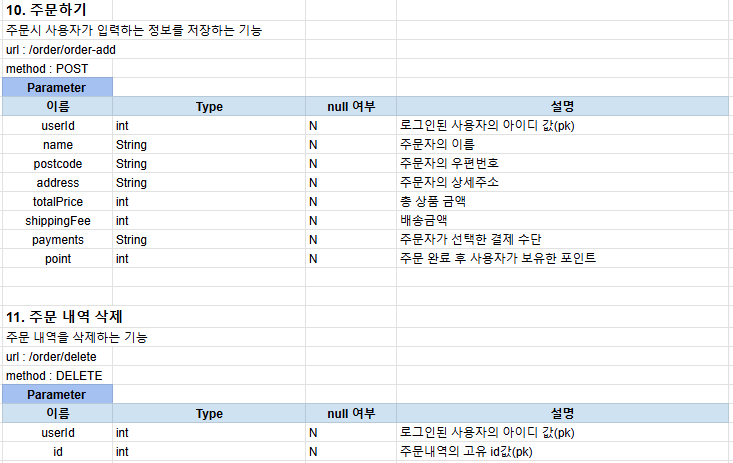 10. 주문하기
주문시 사용자가 입력하는 정보를 저장하는 기능
url : /order/order-add
method : POST
Parameter
이름 Type null 여부 설명
userId int N 로그인된 사용자의 아이디 값(pk)
name String N 주문자의 이름
postcode String N 주문자의 우편번호
address String N 주문자의 상세주소
totalPrice int N 총 상품 금액
shippingFee int N 배송금액
payments String N 주문자가 선택한 결제 수단
point int N 주문 완료 후 사용자가 보유한 포인트
11. 주문 내역 삭제
주문 내역을 삭제하는 기능
url : /order/delete
method : DELETE
Parameter
이름 Type null 여부 설명
userId int N 로그인된 사용자의 아이디 값(pk)
id int N 주문내역의 고유 id값(pk)